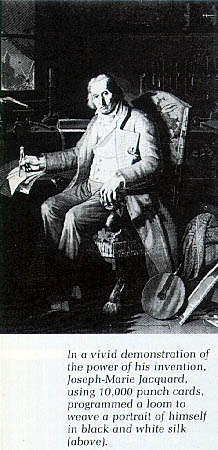 In a vivid demonstration of
the power of his invention,
Joseph-Marie Jacquard,
using 10,000 punch cards,
programmed a loom to
weave a portrait of himself
in black and white silk
(above).